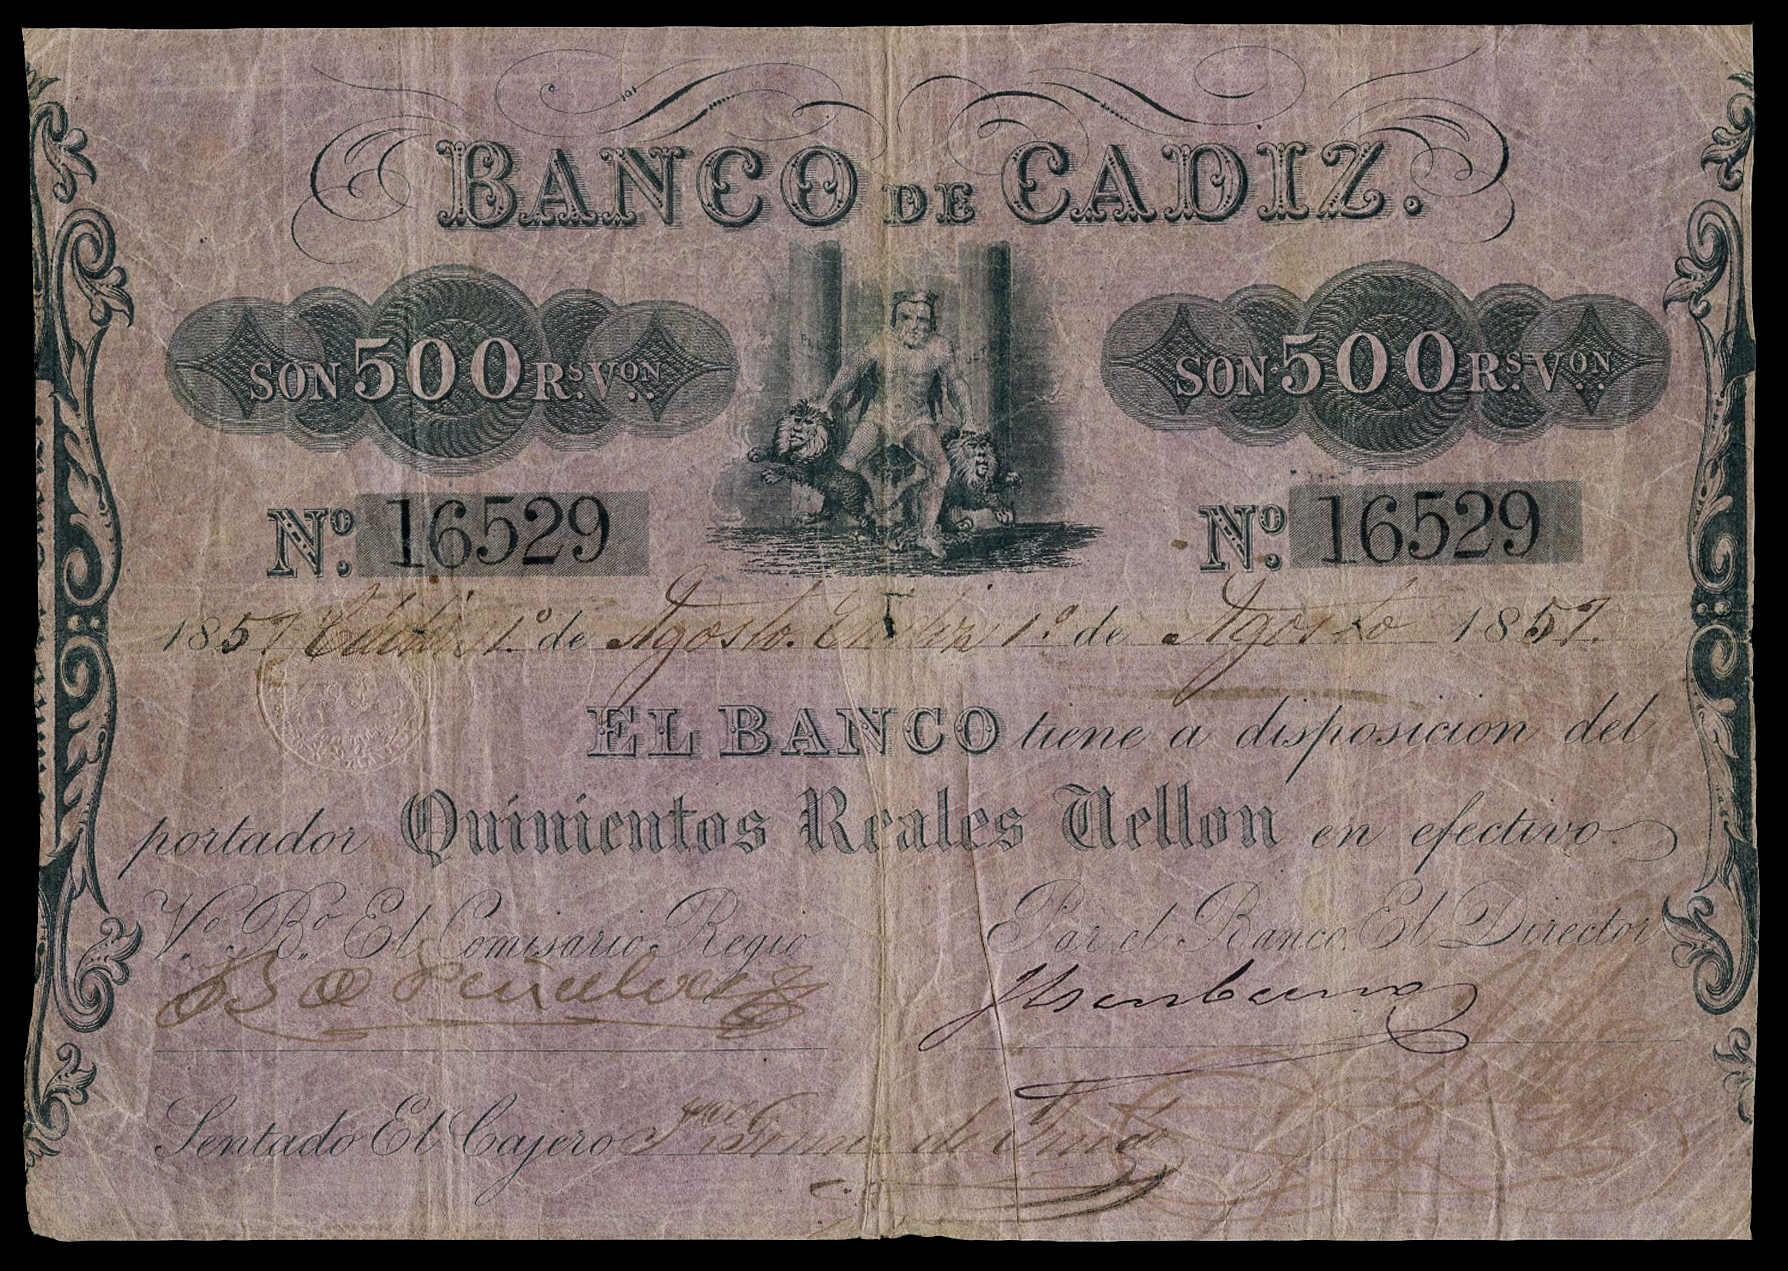 BANCO DE CADIZ.
SON 500 Rs. Von. SON 500 Rs. Von.
No. 16529 No. 16529
1857 Cádiz 1º de Agosto. Cádiz 1º de Agosto 1857.
EL BANCO tiene a disposicion del
portador Quinientos Reales Vellon en efectivo.
Vº. Bº. El Comisario Regio Por el Banco, El Director
Sentado El Cajero